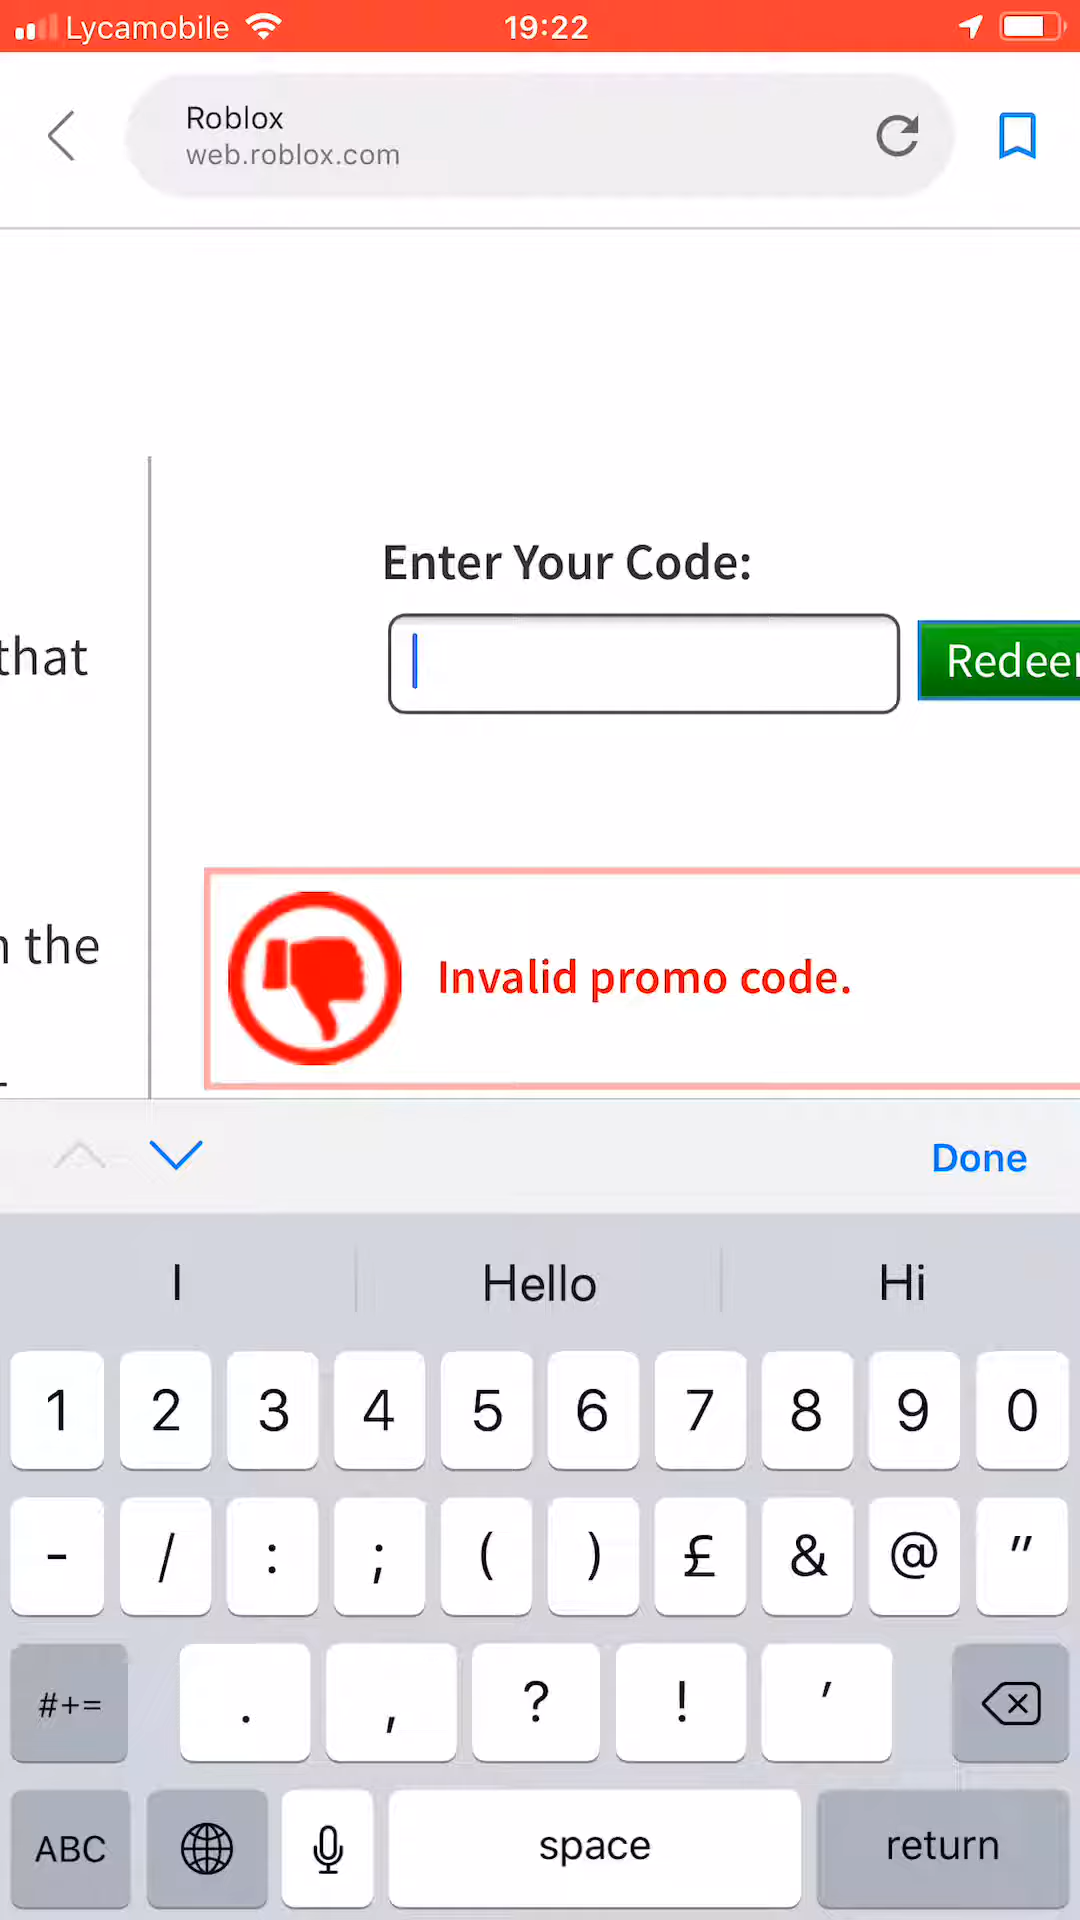 Lycamobile 19:22
Roblox
web.roblox.com
Enter Your Code:
that
Redee
the
Invalid promo code.
Done
I Hello Hi
1 2 3 4 5 6 7 8 9 0
- / : ; ( ) £ & @ "
#+= . , ? ! '
ABC space return